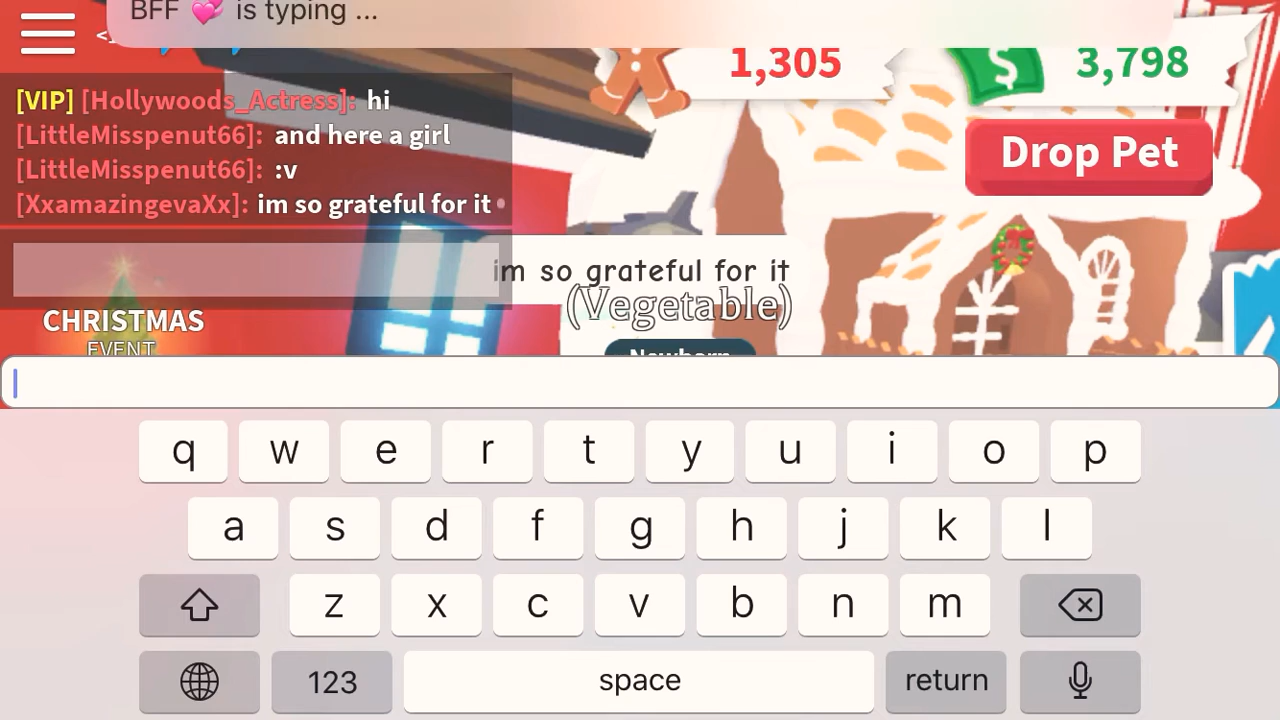 BFF 💞 is typing ...
1,305
3,798
[VIP] [Hollywoods_Actress]: hi
[LittleMisspenut66]: and here a girl
[LittleMisspenut66]: :v
[XxamazingevaXx]: im so grateful for it
Drop Pet
im so grateful for it
(Vegetable)
CHRISTMAS
EVENT
Newborn
q w e r t y u i o p
a s d f g h j k l
z x c v b n m
123 space return